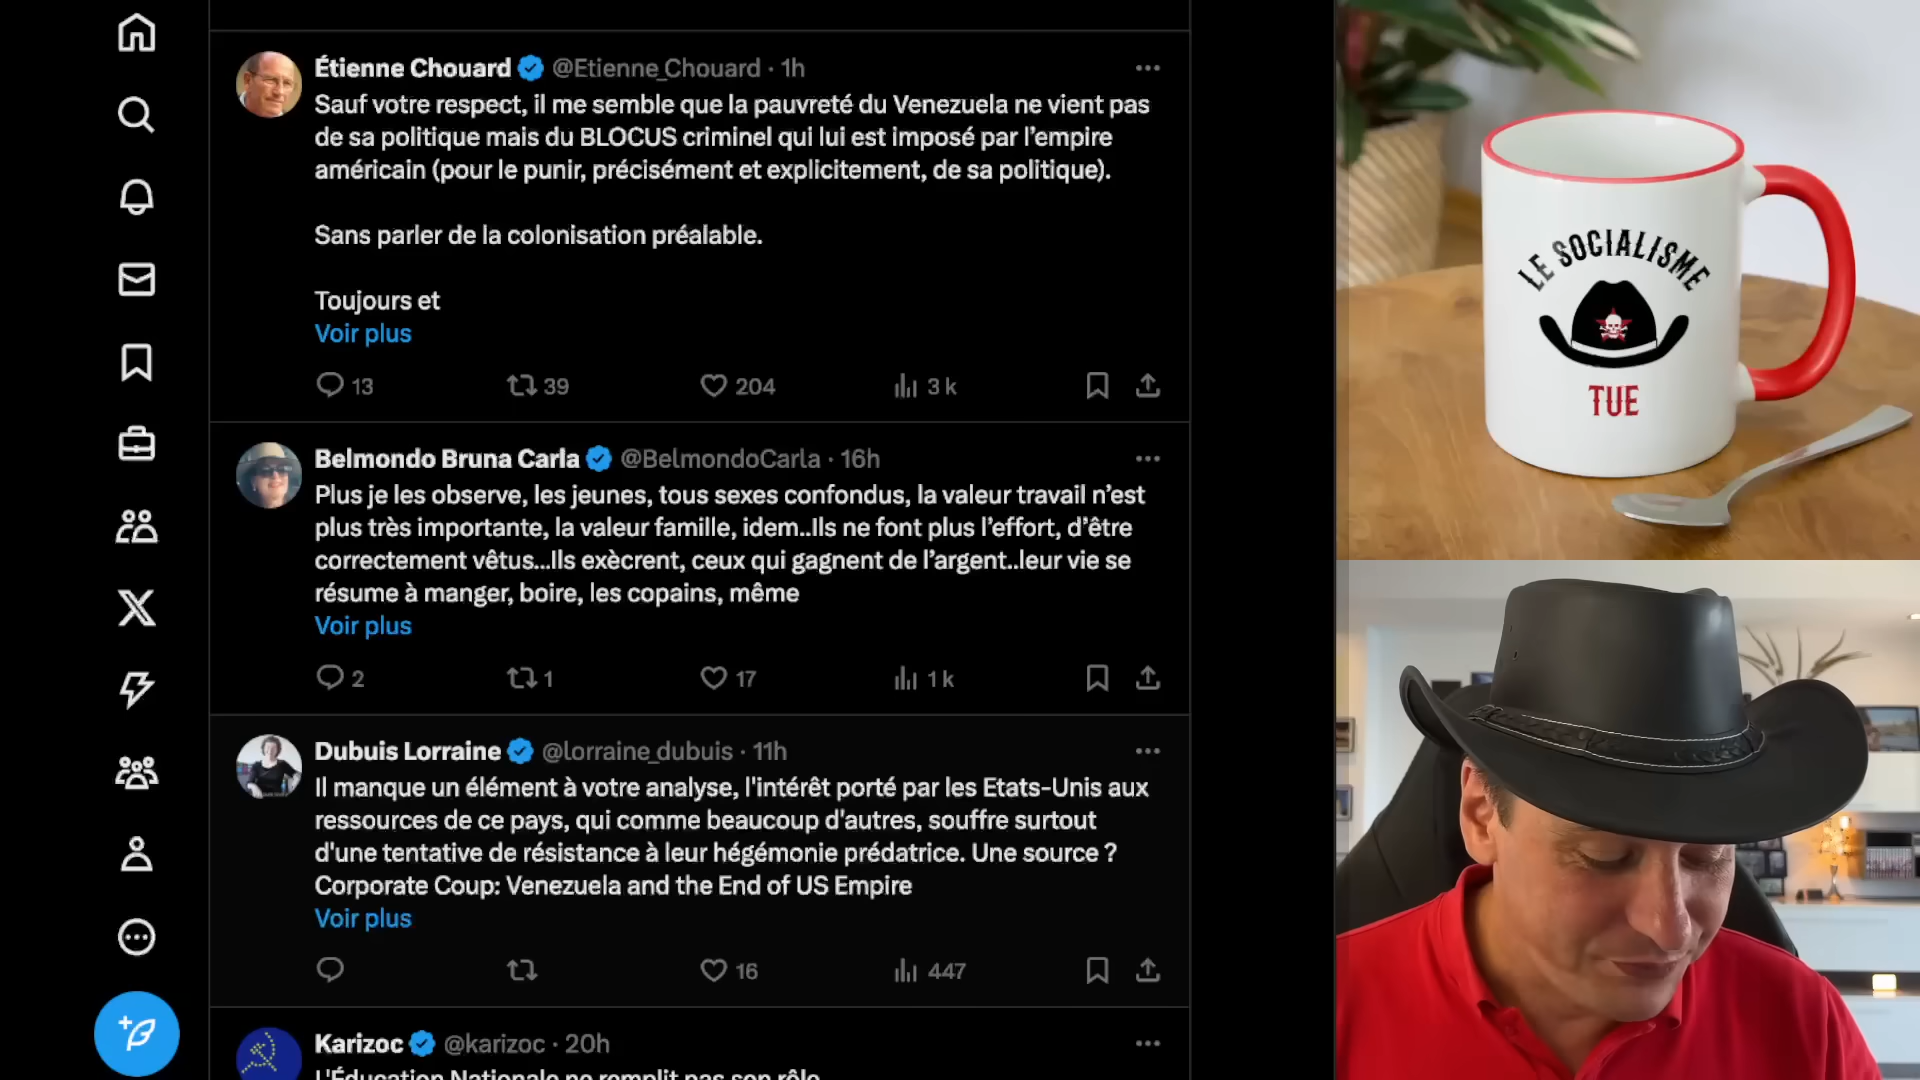 Étienne Chouard @Etienne_Chouard · 1h
Sauf votre respect, il me semble que la pauvreté du Venezuela ne vient pas
de sa politique mais du BLOCUS criminel qui lui est imposé par l'empire
américain (pour le punir, précisément et explicitement, de sa politique).
Sans parler de la colonisation préalable.
Toujours et
Voir plus
13 39 204 3 k
Belmondo Bruna Carla @BelmondoCarla · 16h
Plus je les observe, les jeunes, tous sexes confondus, la valeur travail n'est
plus très importante, la valeur famille, idem..Ils ne font plus l'effort, d'être
correctement vêtus...Ils exècrent, ceux qui gagnent de l'argent..leur vie se
résume à manger, boire, les copains, même
Voir plus
2 1 17 1 k
Dubuis Lorraine @lorraine_dubuis · 11h
Il manque un élément à votre analyse, l'intérêt porté par les Etats-Unis aux
ressources de ce pays, qui comme beaucoup d'autres, souffre surtout
d'une tentative de résistance à leur hégémonie prédatrice. Une source ?
Corporate Coup: Venezuela and the End of US Empire
Voir plus
16 447
Karizoc @karizoc · 20h
L'Éducation Nationale ne remplit pas son rôle
LE SOCIALISME
TUE